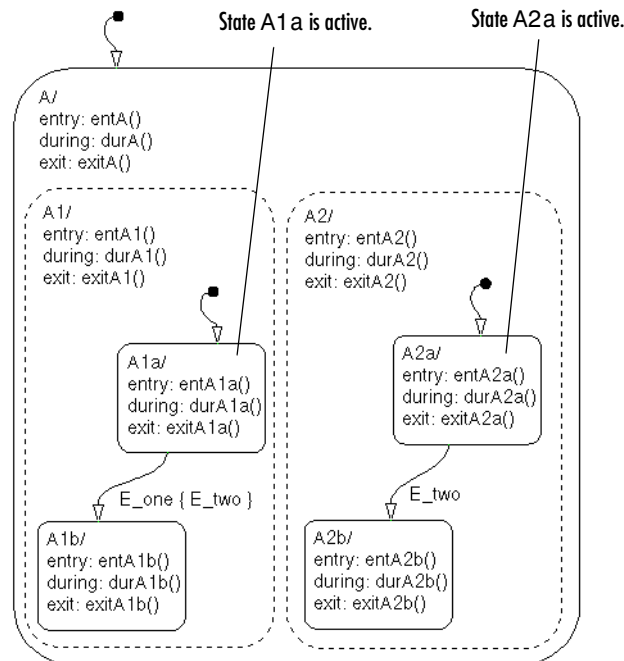 State A1a is active.
State A2a is active.
A/
entry: entA()
during: durA()
exit: exitA()
A1/
entry: entA1()
during: durA1()
exit: exitA1()
A2/
entry: entA2()
during: durA2()
exit: exitA2()
A1a/
entry: entA1a()
during: durA1a()
exit: exitA1a()
A2a/
entry: entA2a()
during: durA2a()
exit: exitA2a()
E_one { E_two }
E_two
A1b/
entry: entA1b()
during: durA1b()
exit: exitA1b()
A2b/
entry: entA2b()
during: durA2b()
exit: exitA2b()